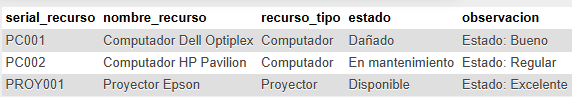 serial_recurso nombre_recurso recurso_tipo estado observacion
PC001 Computador Dell Optiplex Computador Dañado Estado: Bueno
PC002 Computador HP Pavilion Computador En mantenimiento Estado: Regular
PROY001 Proyector Epson Proyector Disponible Estado: Excelente